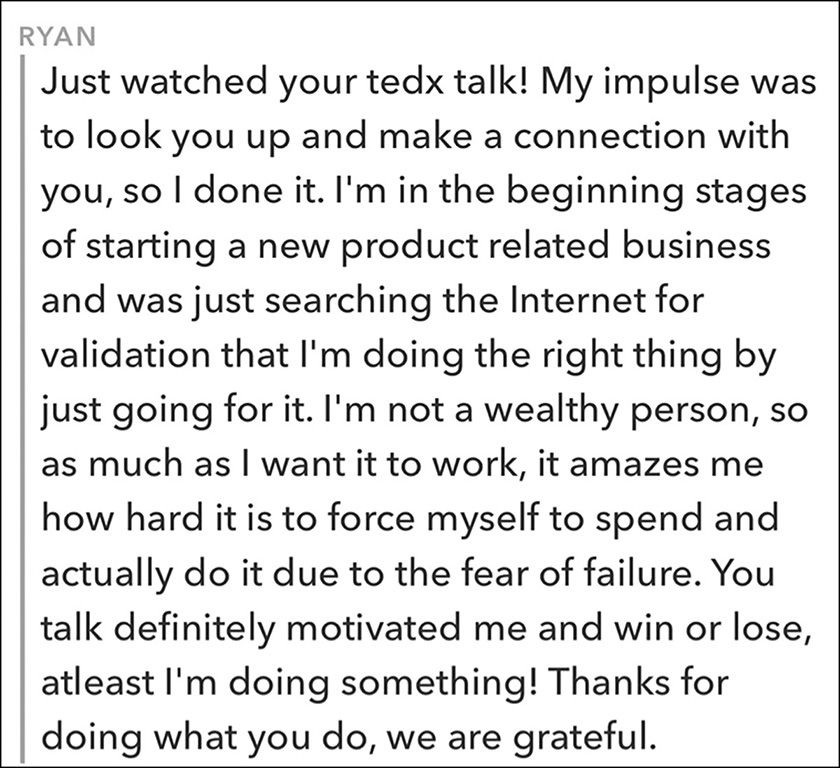 RYAN
Just watched your tedx talk! My impulse was
to look you up and make a connection with
you, so I done it. I'm in the beginning stages
of starting a new product related business
and was just searching the Internet for
validation that I'm doing the right thing by
just going for it. I'm not a wealthy person, so
as much as I want it to work, it amazes me
how hard it is to force myself to spend and
actually do it due to the fear of failure. You
talk definitely motivated me and win or lose,
atleast I'm doing something! Thanks for
doing what you do, we are grateful.